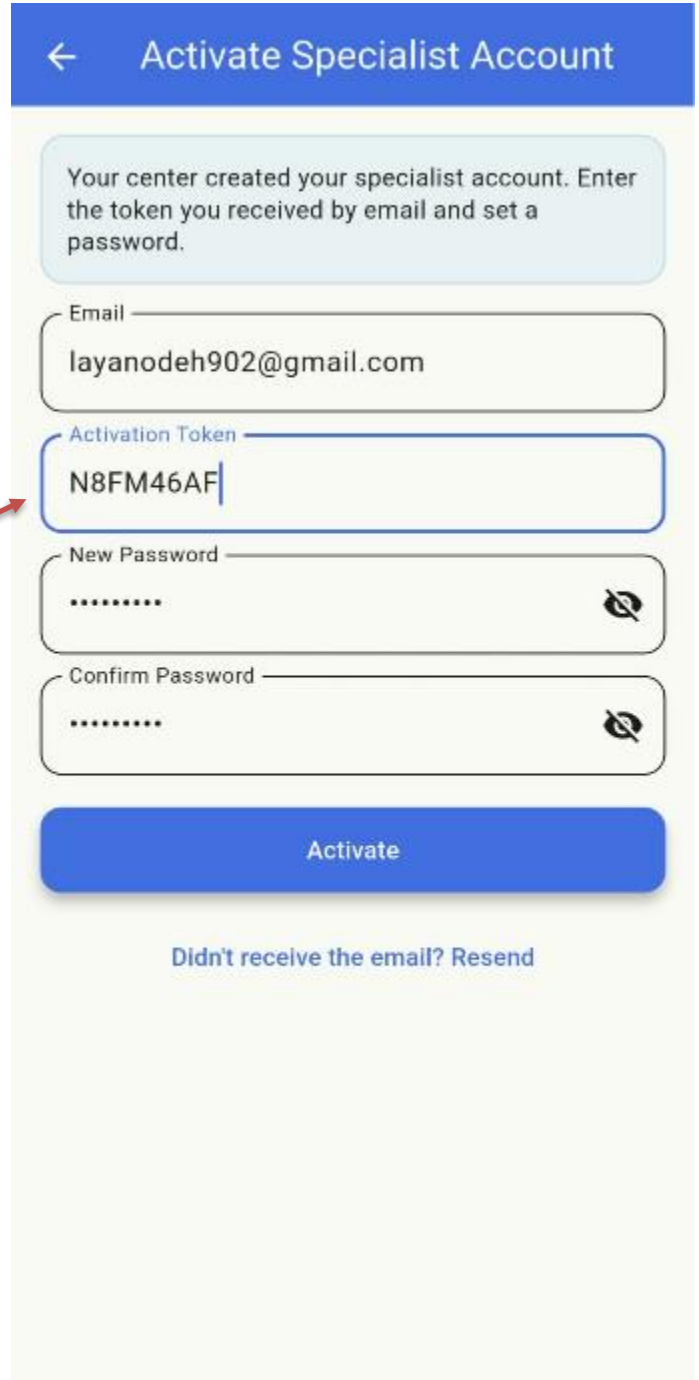 Activate Specialist Account
Your center created your specialist account. Enter
the token you received by email and set a
password.
Email
layanodeh902@gmail.com
Activation Token
N8FM46AF
New Password
•••••••••
Confirm Password
•••••••••
Activate
Didn't receive the email? Resend